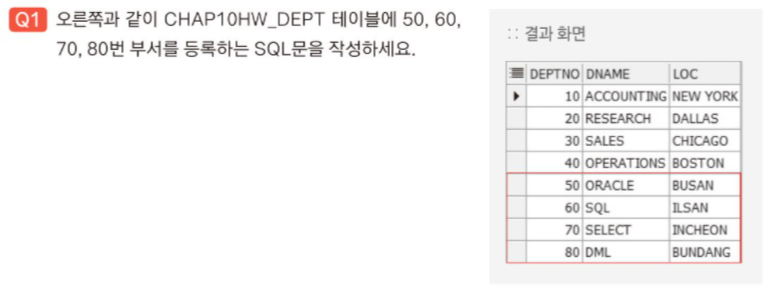 Q1 오른쪽과 같이 CHAP10HW_DEPT 테이블에 50, 60,
70, 80번 부서를 등록하는 SQL문을 작성하세요.
:: 결과 화면
DEPTNO DNAME LOC
10 ACCOUNTING NEW YORK
20 RESEARCH DALLAS
30 SALES CHICAGO
40 OPERATIONS BOSTON
50 ORACLE BUSAN
60 SQL ILSAN
70 SELECT INCHEON
80 DML BUNDANG